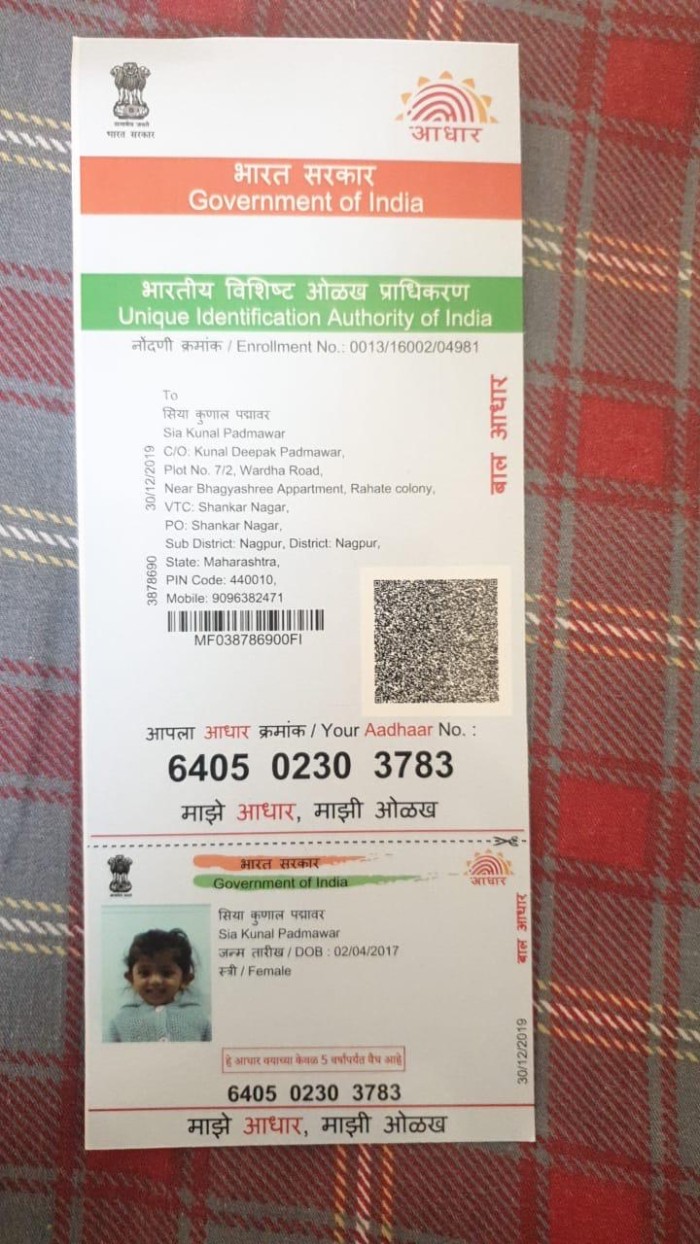 सत्यमेव जयते
भारत सरकार
आधार
भारत सरकार
Government of India
भारतीय विशिष्ट ओळख प्राधिकरण
Unique Identification Authority of India
नोंदणी क्रमांक / Enrollment No.: 0013/16002/04981
To
सिया कुणाल पद्मावर
Sia Kunal Padmawar
C/O: Kunal Deepak Padmawar,
Plot No. 7/2, Wardha Road,
Near Bhagyashree Appartment, Rahate colony,
VTC: Shankar Nagar,
PO: Shankar Nagar,
Sub District: Nagpur, District: Nagpur,
State: Maharashtra,
PIN Code: 440010,
Mobile: 9096382471
30/12/2019
3878690
बाल आधार
MF038786900FI
आपला आधार क्रमांक / Your Aadhaar No. :
6405 0230 3783
माझे आधार, माझी ओळख
भारत सरकार
Government of India
आधार
सिया कुणाल पद्मावर
Sia Kunal Padmawar
जन्म तारीख / DOB : 02/04/2017
स्त्री / Female
बाल आधार
30/12/2019
हे आधार वयाच्या केवळ 5 वर्षापर्यंत वैध आहे
6405 0230 3783
माझे आधार, माझी ओळख